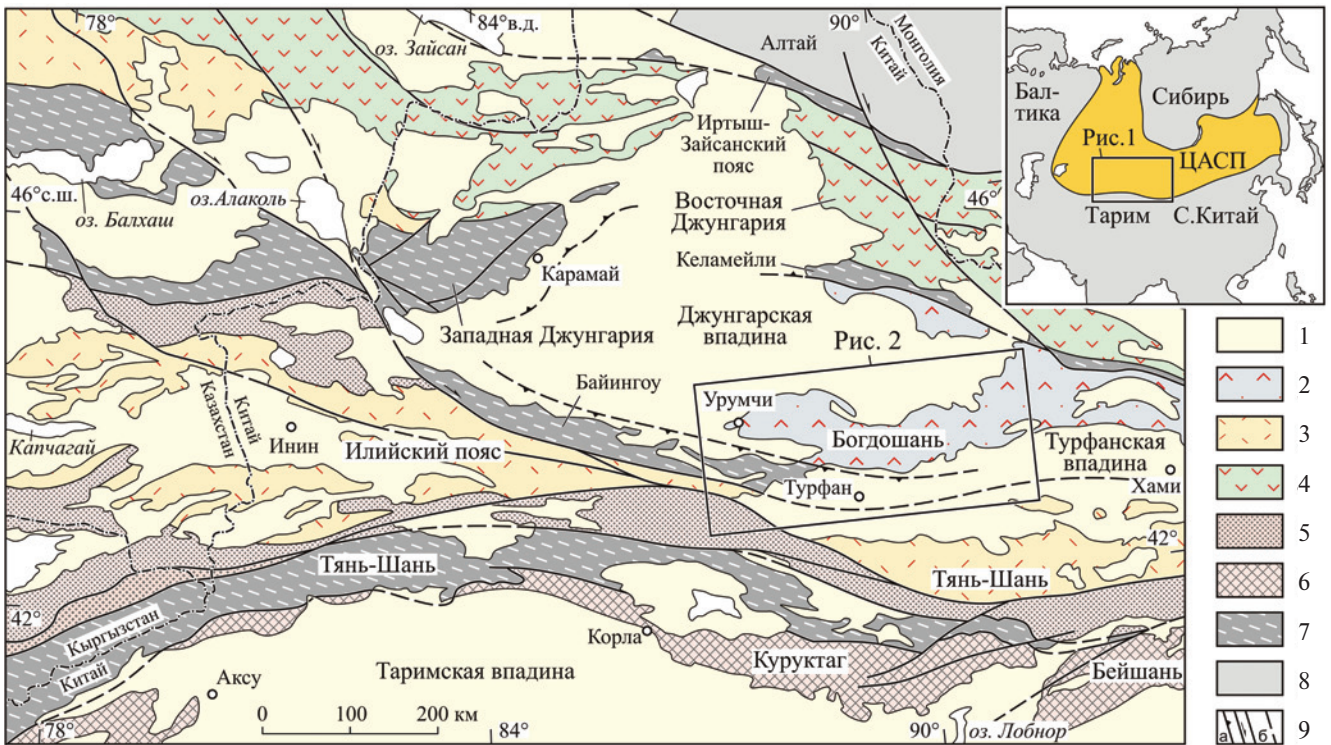 78°
84°в.д.
90°
оз. Зайсан
Алтай
Монголия
Китай
Бал-
тика
Сибирь
Рис.1
ЦАСП
Тарим
С.Китай
Иртыш-
Зайсанский
пояс
46°с.ш.
оз. Балхаш
оз.Алаколь
Восточная
Джунгария
46°
Келамейли
Карамай
Западная Джунгария
Джунгарская
впадина
Рис. 2
Байингоу
Урумчи
Богдошань
Турфанская
впадина
Хами
Турфан
Капчагай
Казахстан
Китай
Инин
Илийский пояс
42°
Тянь-Шань
Тянь-Шань
42°
Кыргызстан
Китай
Корла
Куруктаг
Бейшань
Аксу
Таримская впадина
0 100 200 км
78°
84°
90°
оз. Лобнор
1
2
3
4
5
6
7
8
а б 9